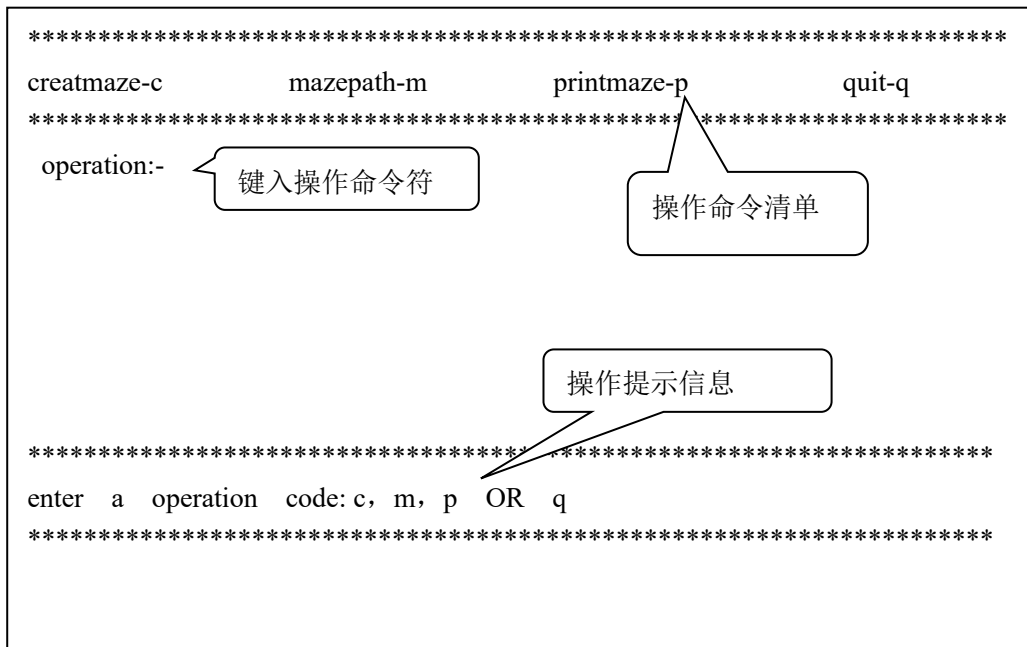 **********************************************************************
creatmaze-c mazepath-m printmaze-p quit-q
**********************************************************************
operation:-
键入操作命令符
操作命令清单
操作提示信息
*********************************************************************
enter a operation code: c，m，p OR q
*********************************************************************